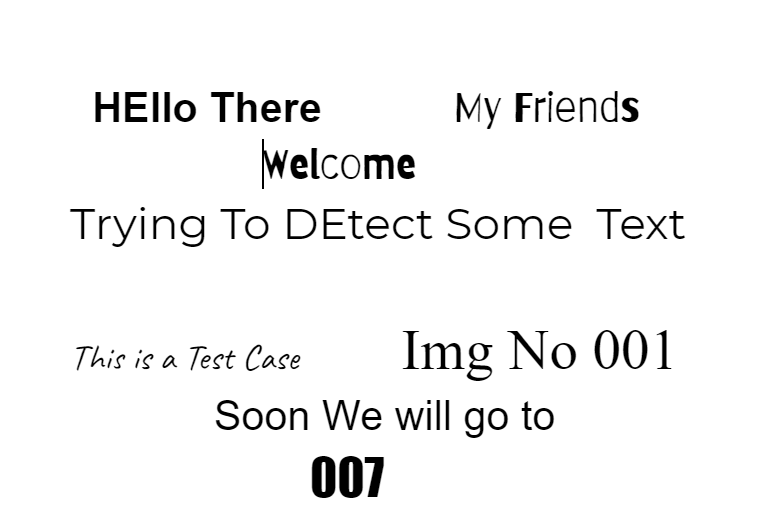 HEllo There My Friends
Welcome
Trying To DEtect Some Text
This is a Test Case Img No 001
Soon We will go to
007